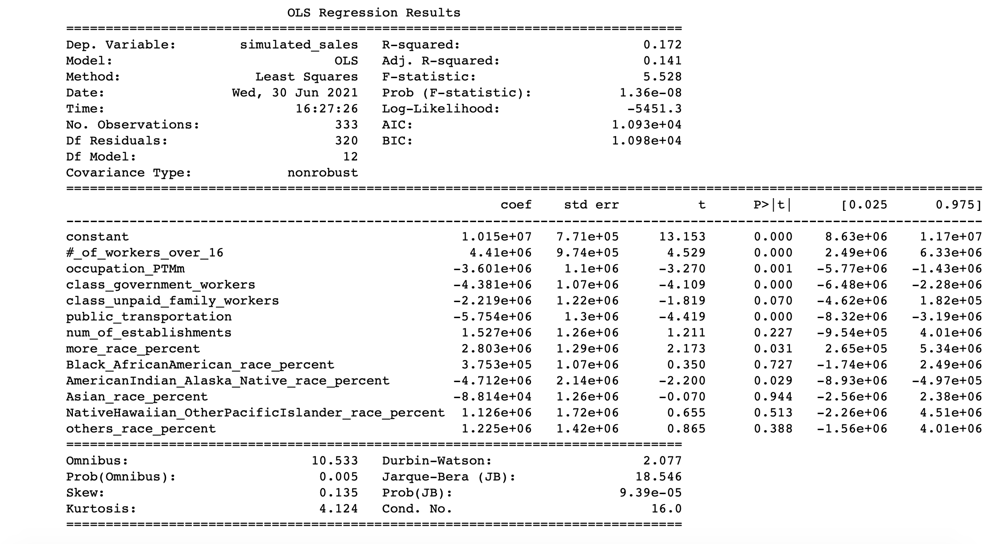 OLS Regression Results
==============================================================================
Dep. Variable: simulated_sales R-squared: 0.172
Model: OLS Adj. R-squared: 0.141
Method: Least Squares F-statistic: 5.528
Date: Wed, 30 Jun 2021 Prob (F-statistic): 1.36e-08
Time: 16:27:26 Log-Likelihood: -5451.3
No. Observations: 333 AIC: 1.093e+04
Df Residuals: 320 BIC: 1.098e+04
Df Model: 12
Covariance Type: nonrobust
====================================================================================================================
coef std err t P>|t| [0.025 0.975]
--------------------------------------------------------------------------------------------------------------------
constant 1.015e+07 7.71e+05 13.153 0.000 8.63e+06 1.17e+07
#_of_workers_over_16 4.41e+06 9.74e+05 4.529 0.000 2.49e+06 6.33e+06
occupation_PTMm -3.601e+06 1.1e+06 -3.270 0.001 -5.77e+06 -1.43e+06
class_government_workers -4.381e+06 1.07e+06 -4.109 0.000 -6.48e+06 -2.28e+06
class_unpaid_family_workers -2.219e+06 1.22e+06 -1.819 0.070 -4.62e+06 1.82e+05
public_transportation -5.754e+06 1.3e+06 -4.419 0.000 -8.32e+06 -3.19e+06
num_of_establishments 1.527e+06 1.26e+06 1.211 0.227 -9.54e+05 4.01e+06
more_race_percent 2.803e+06 1.29e+06 2.173 0.031 2.65e+05 5.34e+06
Black_AfricanAmerican_race_percent 3.753e+05 1.07e+06 0.350 0.727 -1.74e+06 2.49e+06
AmericanIndian_Alaska_Native_race_percent -4.712e+06 2.14e+06 -2.200 0.029 -8.93e+06 -4.97e+05
Asian_race_percent -8.814e+04 1.26e+06 -0.070 0.944 -2.56e+06 2.38e+06
NativeHawaiian_OtherPacificIslander_race_percent 1.126e+06 1.72e+06 0.655 0.513 -2.26e+06 4.51e+06
others_race_percent 1.225e+06 1.42e+06 0.865 0.388 -1.56e+06 4.01e+06
==============================================================================
Omnibus: 10.533 Durbin-Watson: 2.077
Prob(Omnibus): 0.005 Jarque-Bera (JB): 18.546
Skew: 0.135 Prob(JB): 9.39e-05
Kurtosis: 4.124 Cond. No. 16.0
==============================================================================